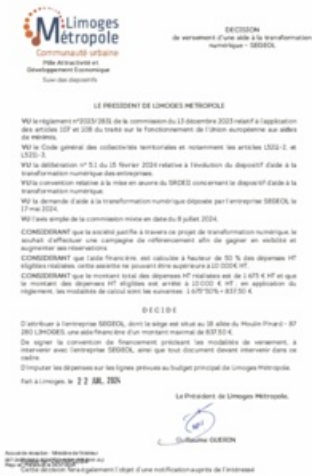 Limoges
Métropole
Communauté urbaine
Pôle Attractivité et
Développement Economique
Suivi des dispositifs
DECISION
de versement d'une aide à la transformation
numérique – SEGEOL
LE PRESIDENT DE LIMOGES METROPOLE
VU le règlement n°2023/2831 de la commission du 13 décembre 2023 relatif à l'application
des articles 107 et 108 du traité sur le fonctionnement de l'Union européenne aux aides
de minimis,
VU le Code général des collectivités territoriales et notamment les articles L5211-2, et
L5211-3,
VU la délibération n° 5.1 du 15 février 2024 relative à l'évolution du dispositif d'aide à la
transformation numérique des entreprises,
VU la convention relative à la mise en œuvre du SRDEII concernant le dispositif d'aide à la
transformation numérique,
VU la demande d'aide à la transformation numérique déposée par l'entreprise SEGEOL le
17 mai 2024,
VU l'avis simple de la commission mixte en date du 8 juillet 2024,
CONSIDERANT que la société justifie à travers ce projet de transformation numérique, le
souhait d'effectuer une campagne de référencement afin de gagner en visibilité et
augmenter ses réservations.
CONSIDERANT que l'aide financière, est calculée à hauteur de 50 % des dépenses HT
éligibles réalisées, cette assiette ne pouvant être supérieure à 10 000€ HT.
CONSIDERANT que le montant total des dépenses HT réalisées est de 1 675 € HT et que
le montant des dépenses HT éligibles est arrêté à 10 000 € HT ; en application du
règlement, les modalités de calcul sont les suivantes : 1 675*50% = 837,50 €.
DECIDE
D'attribuer à l'entreprise SEGEOL, dont le siège est situé au 18 allée du Moulin Pinard - 87
280 LIMOGES, une aide financière d'un montant maximal de 837,50 €.
De signer la convention de financement précisant les modalités de versement, à
intervenir avec l'entreprise SEGEOL, ainsi que tout document devant intervenir dans ce
cadre.
D'imputer les dépenses sur les lignes prévues au budget principal de Limoges Métropole.
Fait à Limoges, le 22 JUIL. 2024
Le Président de Limoges Métropole,
Guillaume GUERIN
Accusé de réception - Ministère de l'Intérieur
Cette décision fera également l'objet d'une notification auprès de l'intéressé